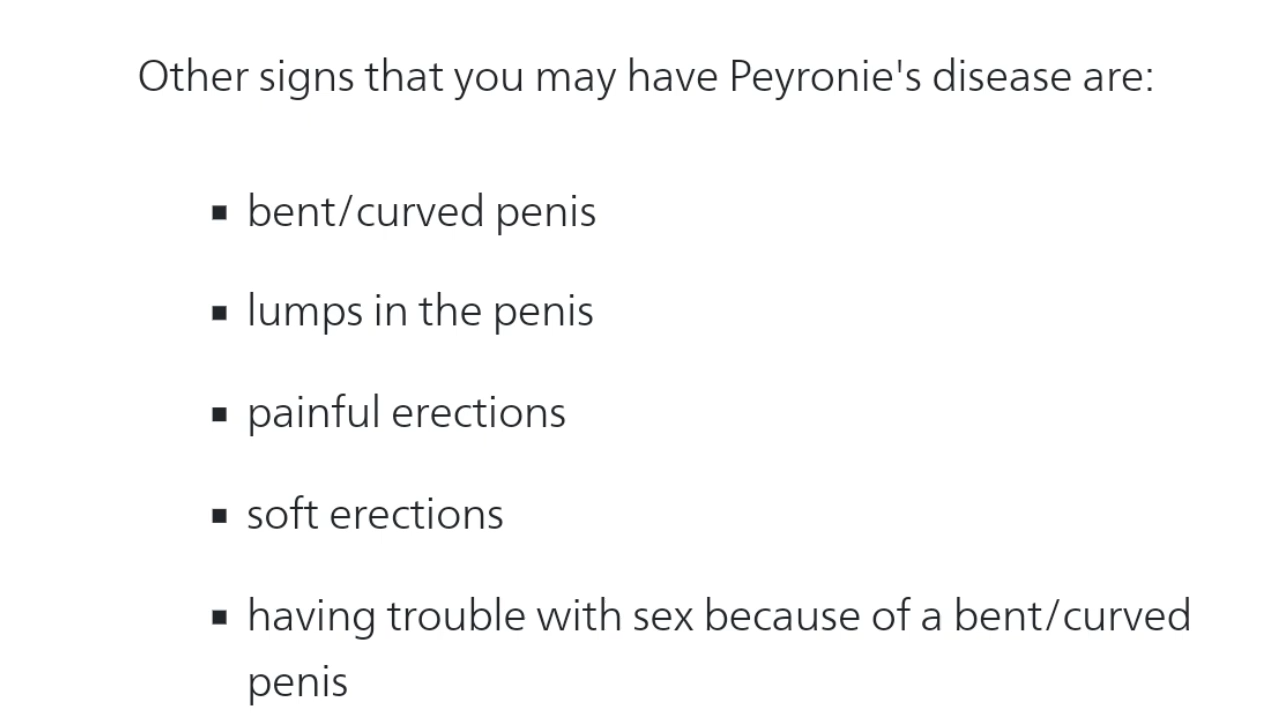 Other signs that you may have Peyronie's disease are:
▪ bent/curved penis
▪ lumps in the penis
▪ painful erections
▪ soft erections
▪ having trouble with sex because of a bent/curved
penis